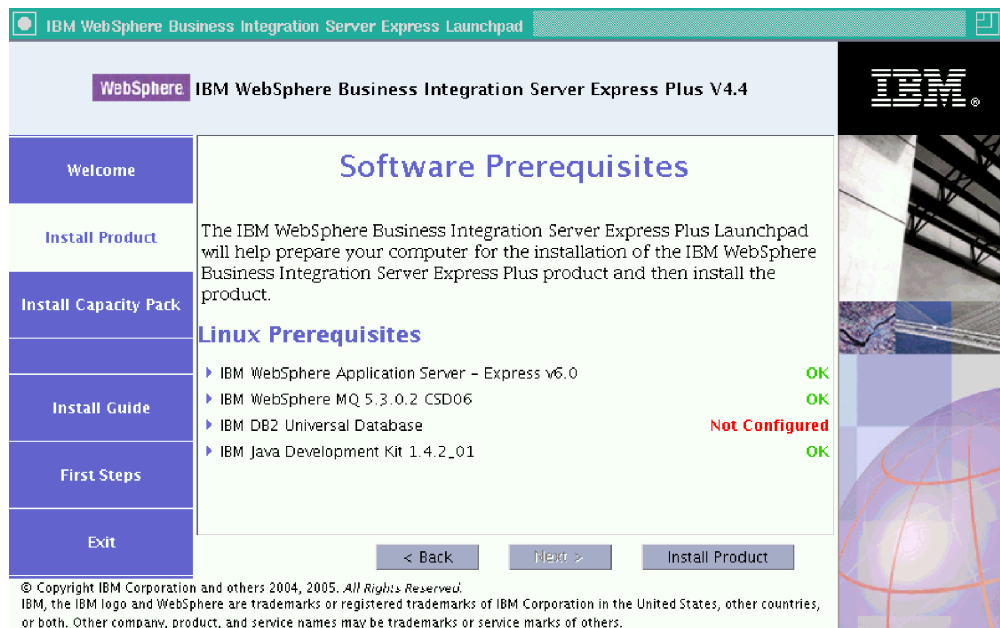 IBM WebSphere Business Integration Server Express Launchpad
WebSphere. IBM WebSphere Business Integration Server Express Plus V4.4
IBM®
Welcome
Install Product
Install Capacity Pack
Install Guide
First Steps
Exit
Software Prerequisites
The IBM WebSphere Business Integration Server Express Plus Launchpad
will help prepare your computer for the installation of the IBM WebSphere
Business Integration Server Express Plus product and then install the
product.
Linux Prerequisites
IBM WebSphere Application Server – Express v6.0 OK
IBM WebSphere MQ 5.3.0.2 CSD06 OK
IBM DB2 Universal Database Not Configured
IBM Java Development Kit 1.4.2_01 OK
< Back Next > Install Product
© Copyright IBM Corporation and others 2004, 2005. All Rights Reserved.
IBM, the IBM logo and WebSphere are trademarks or registered trademarks of IBM Corporation in the United States, other countries,
or both. Other company, product, and service names may be trademarks or service marks of others.